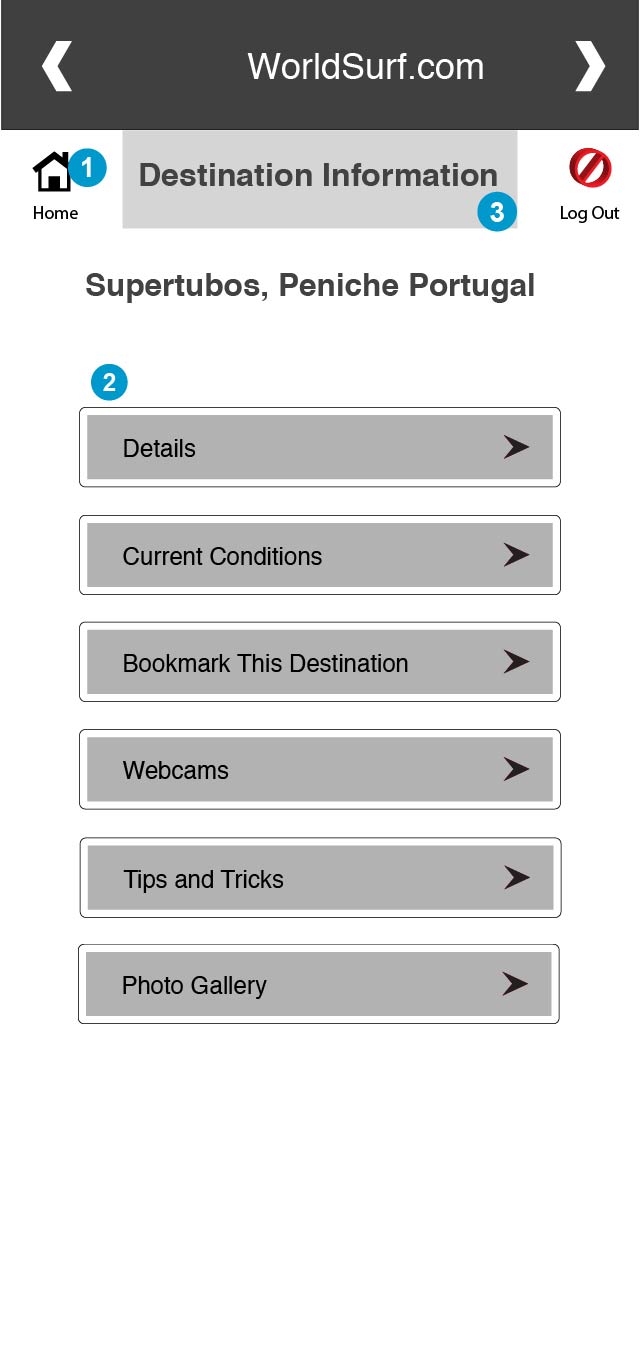 WorldSurf.com
1
Destination Information
Home
3
Log Out
Supertubos, Peniche Portugal
2
Details
Current Conditions
Bookmark This Destination
Webcams
Tips and Tricks
Photo Gallery